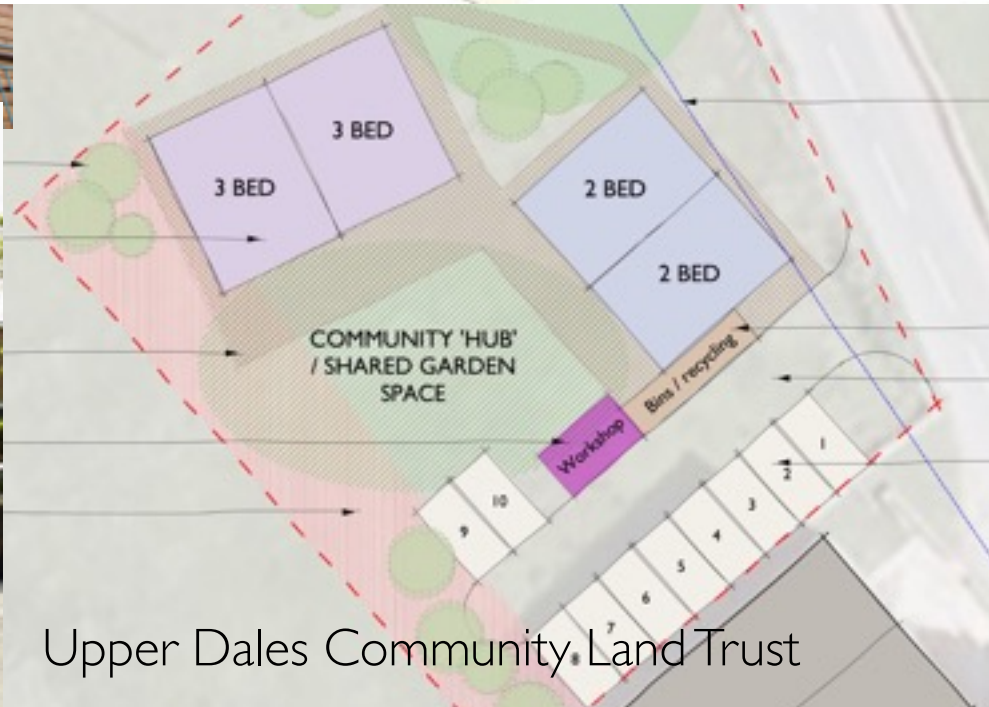 3 BED
3 BED
2 BED
2 BED
COMMUNITY 'HUB'
/ SHARED GARDEN
SPACE
Bins / recycling
Workshop
1
2
3
4
5
6
7
8
9
10
Upper Dales Community Land Trust